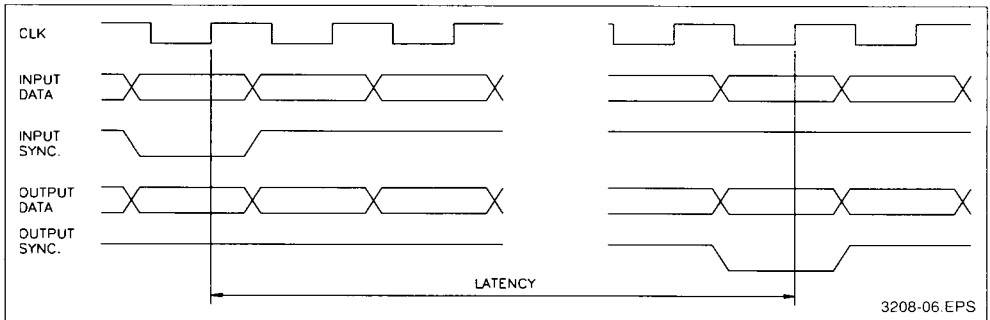 CLK
INPUT
DATA
INPUT
SYNC.
OUTPUT
DATA
OUTPUT
SYNC.
LATENCY
3208-06.EPS